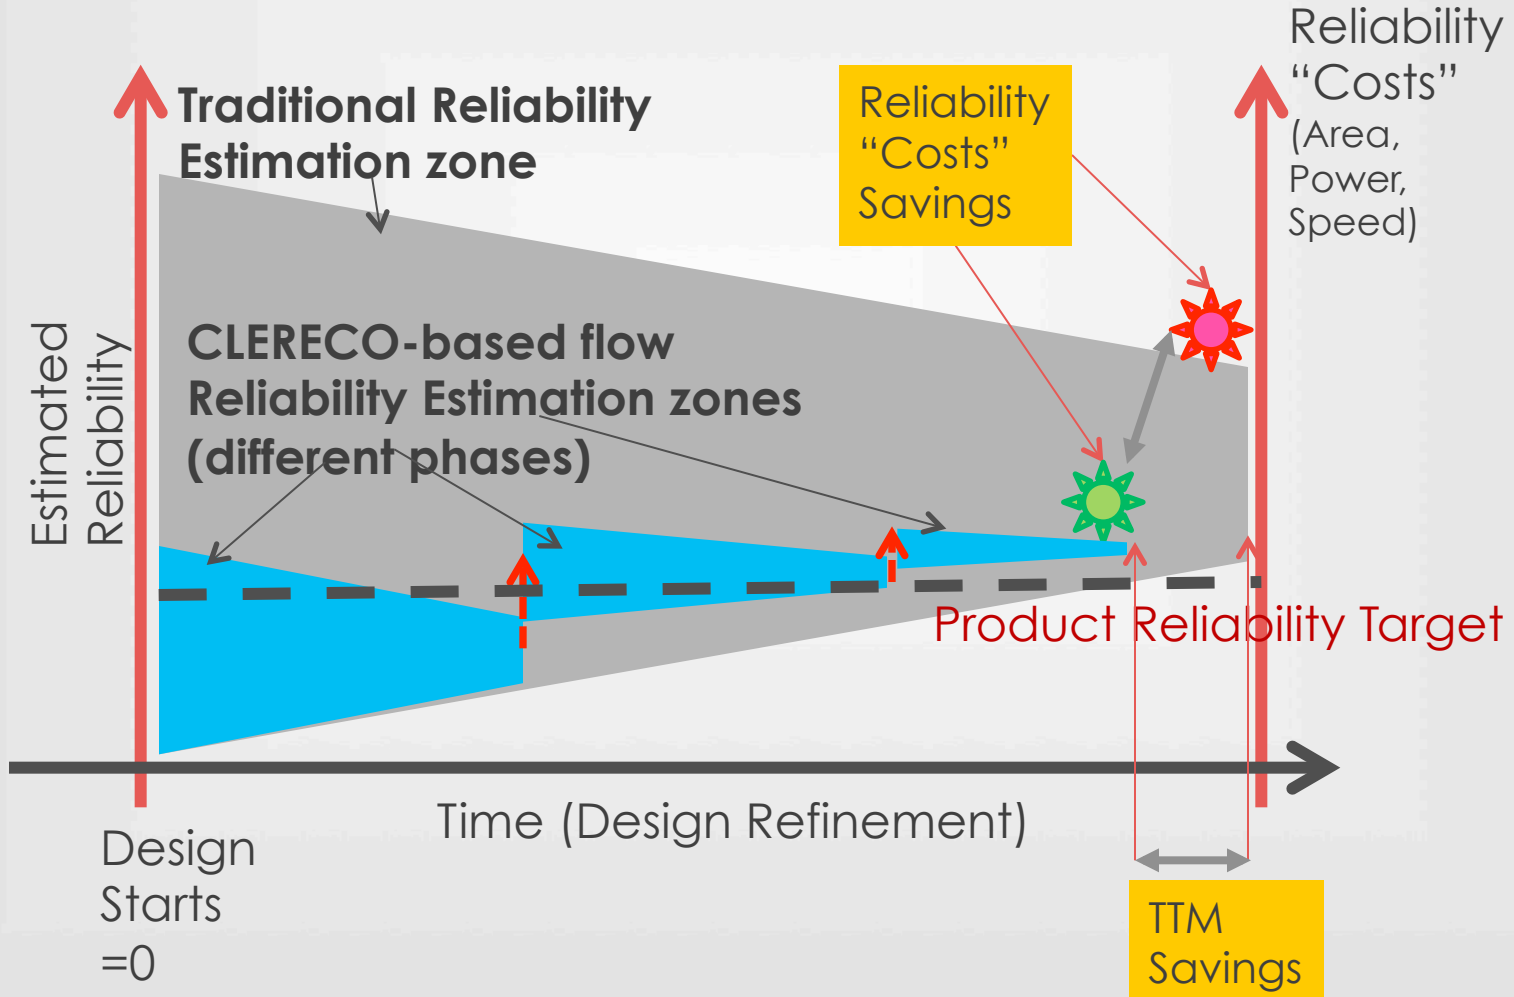 Reliability
“Costs”
(Area,
Power,
Speed)
Traditional Reliability
Estimation zone
Reliability
“Costs”
Savings
CLERECO-based flow
Reliability Estimation zones
(different phases)
Estimated
Reliability
Product Reliability Target
Time (Design Refinement)
Design
Starts
=0
TTM
Savings